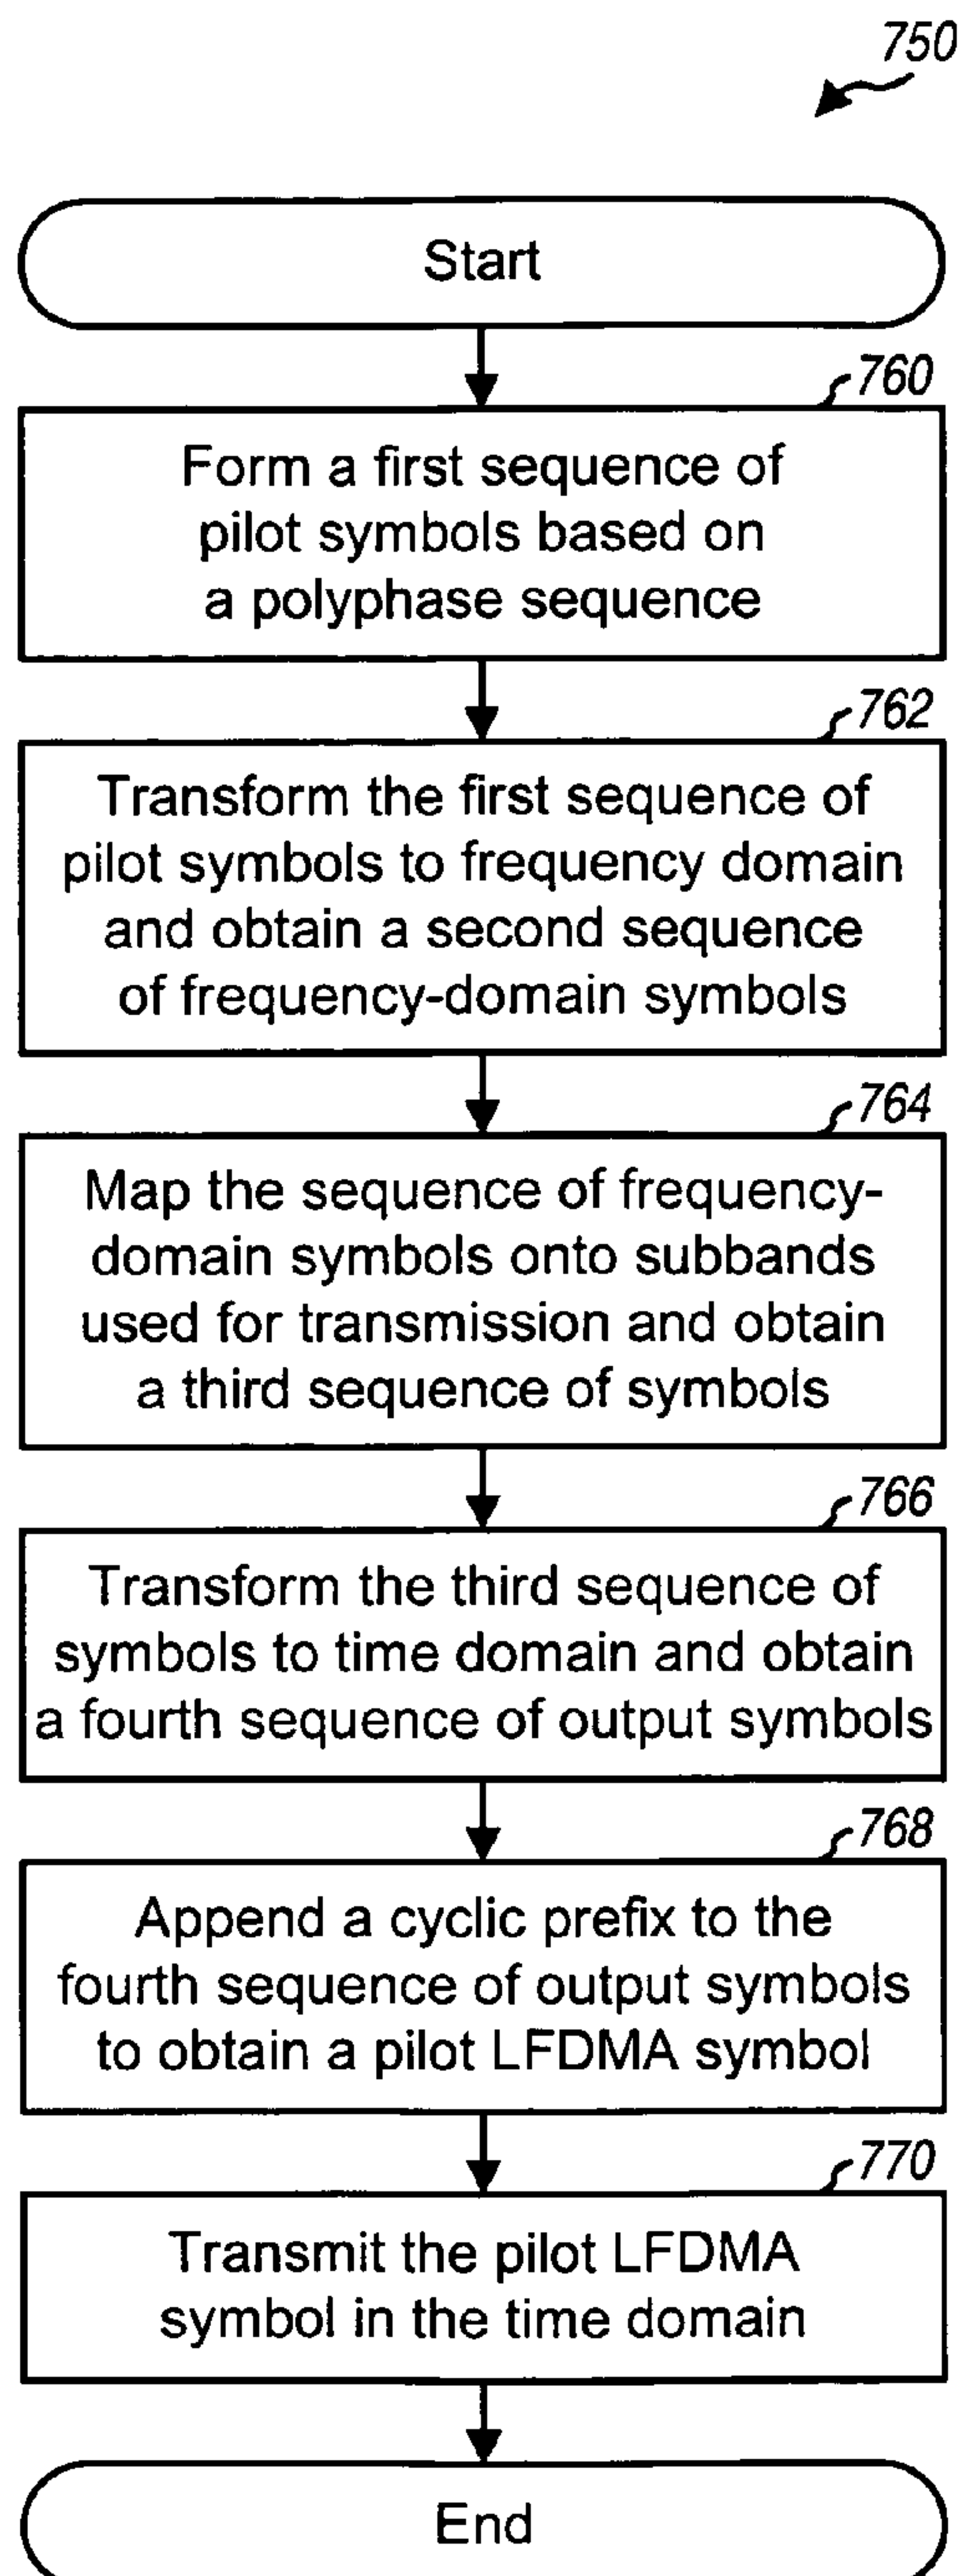 750
Start
760
Form a first sequence of
pilot symbols based on
a polyphase sequence
762
Transform the first sequence of
pilot symbols to frequency domain
and obtain a second sequence
of frequency-domain symbols
764
Map the sequence of frequency-
domain symbols onto subbands
used for transmission and obtain
a third sequence of symbols
766
Transform the third sequence of
symbols to time domain and obtain
a fourth sequence of output symbols
768
Append a cyclic prefix to the
fourth sequence of output symbols
to obtain a pilot LFDMA symbol
770
Transmit the pilot LFDMA
symbol in the time domain
End